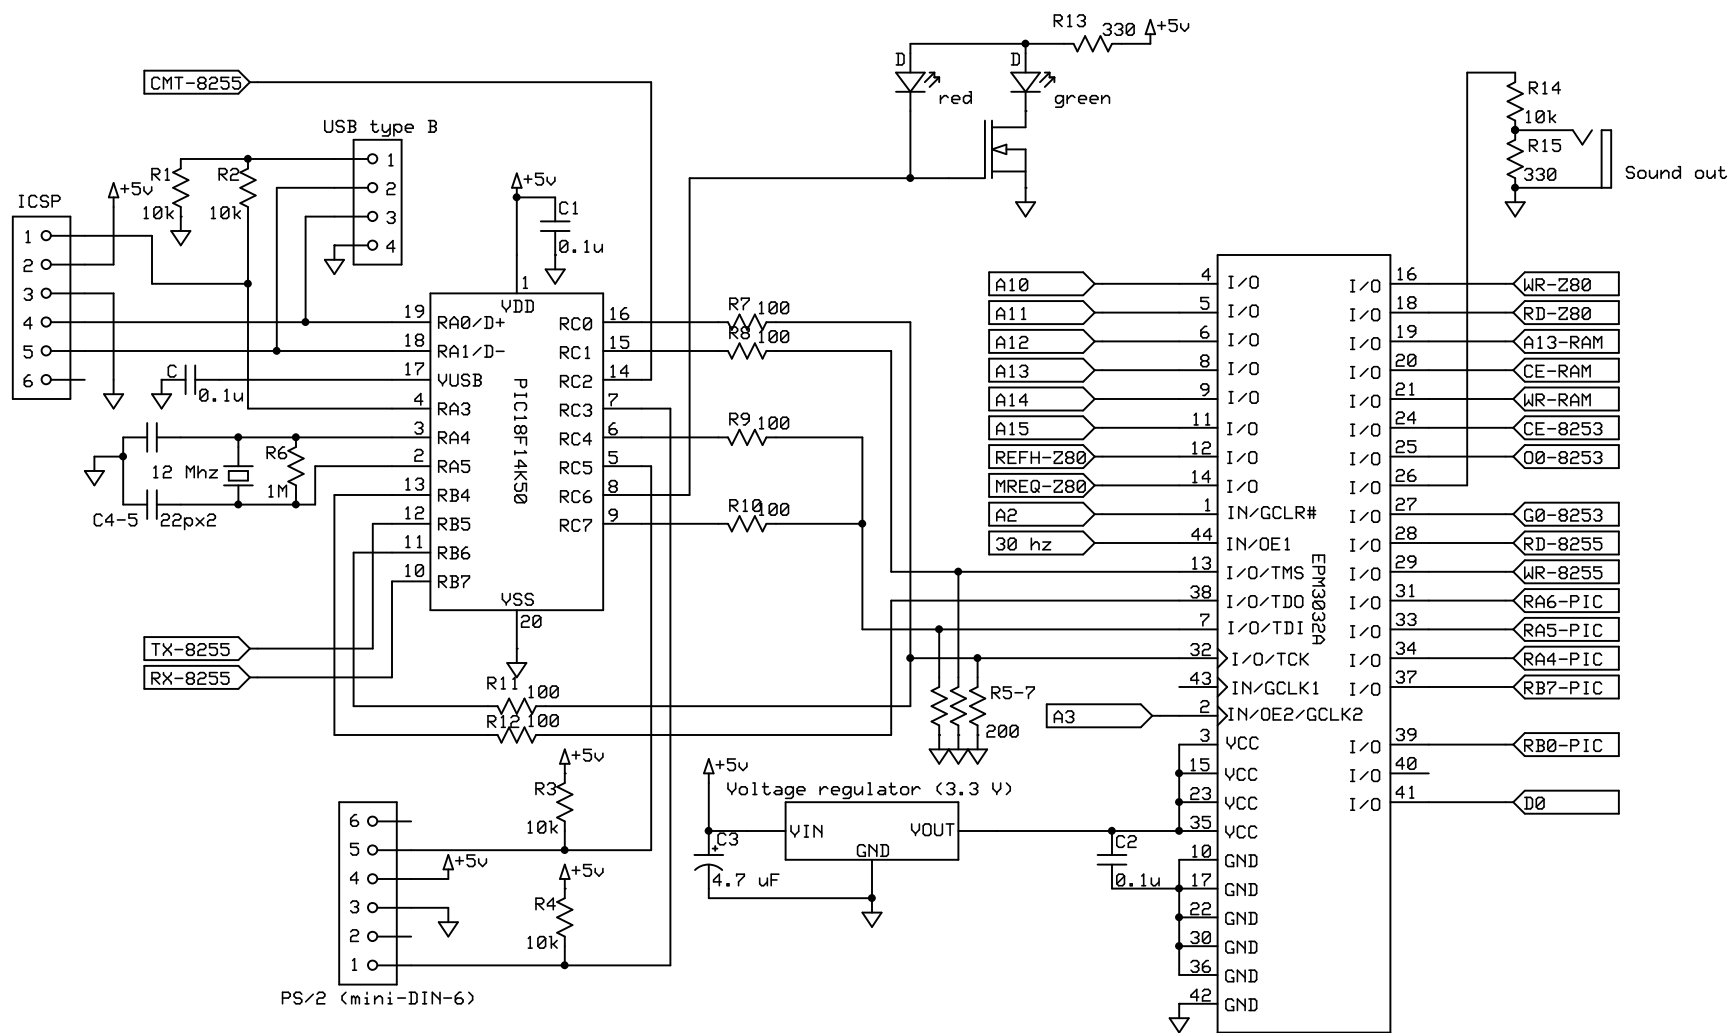 R13
330
+5v
D
D
red
green
CMT-8255
USB type B
1
2
3
4
R1
10k
R2
10k
+5v
ICSP
1
2
3
4
5
6
+5v
C1
0.1u
R14
10k
R15
330
Sound out
1
VDD
19
RA0/D+
18
RA1/D-
17
VUSB
4
RA3
3
RA4
2
RA5
13
RB4
12
RB5
11
RB6
10
RB7
VSS
20
PIC18F14K50
RC0
16
RC1
15
RC2
14
RC3
7
RC4
6
RC5
5
RC6
8
RC7
9
C
0.1u
12 Mhz
R6
1M
C4-5
22px2
R7
100
R8
100
R9
100
R10
100
TX-8255
RX-8255
R11
100
R12
100
A10
A11
A12
A13
A14
A15
REFH-Z80
MREQ-Z80
A2
30 hz
A3
4
I/O
5
I/O
6
I/O
8
I/O
9
I/O
11
I/O
12
I/O
14
I/O
1
IN/GCLR#
44
IN/OE1
13
I/O/TMS
38
I/O/TDO
7
I/O/TDI
32
I/O/TCK
43
IN/GCLK1
2
IN/OE2/GCLK2
3
VCC
15
VCC
23
VCC
35
VCC
10
GND
17
GND
22
GND
30
GND
36
GND
42
GND
EPM3032A
I/O
16
WR-Z80
I/O
18
RD-Z80
I/O
19
A13-RAM
I/O
20
CE-RAM
I/O
21
WR-RAM
I/O
24
CE-8253
I/O
25
O0-8253
I/O
26
I/O
27
G0-8253
I/O
28
RD-8255
I/O
29
WR-8255
I/O
31
RA6-PIC
I/O
33
RA5-PIC
I/O
34
RA4-PIC
I/O
37
RB7-PIC
I/O
39
RB0-PIC
I/O
40
I/O
41
D0
R5-7
200
+5v
Voltage regulator (3.3 V)
VIN
VOUT
GND
C3
+
4.7 uF
C2
0.1u
+5v
R3
10k
+5v
R4
10k
+5v
6
5
4
3
2
1
PS/2 (mini-DIN-6)